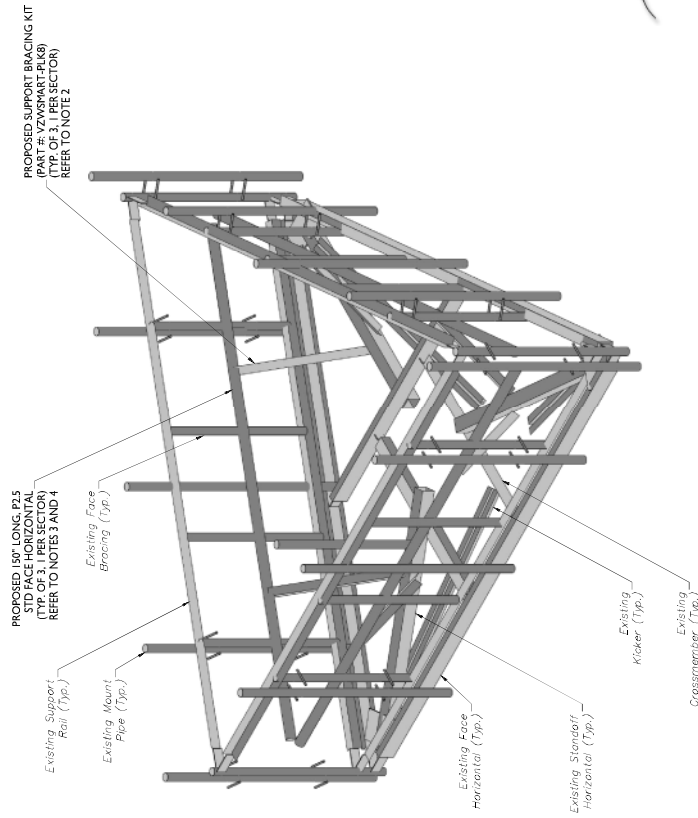 PROPOSED SUPPORT BRACING KIT
(PART #: VZWSMART-PLK8)
(TYP. OF 3, 1 PER SECTOR)
REFER TO NOTE 2
PROPOSED 150" LONG, P2.5
STD FACE HORIZONTAL
(TYP. OF 3, 1 PER SECTOR)
REFER TO NOTES 3 AND 4
Existing Face
Bracing (Typ.)
Existing Support
Rail (Typ.)
Existing Mount
Pipe (Typ.)
Existing Face
Horizontal (Typ.)
Existing Standoff
Horizontal (Typ.)
Existing
Kicker (Typ.)
Existing
Crossmember (Typ.)